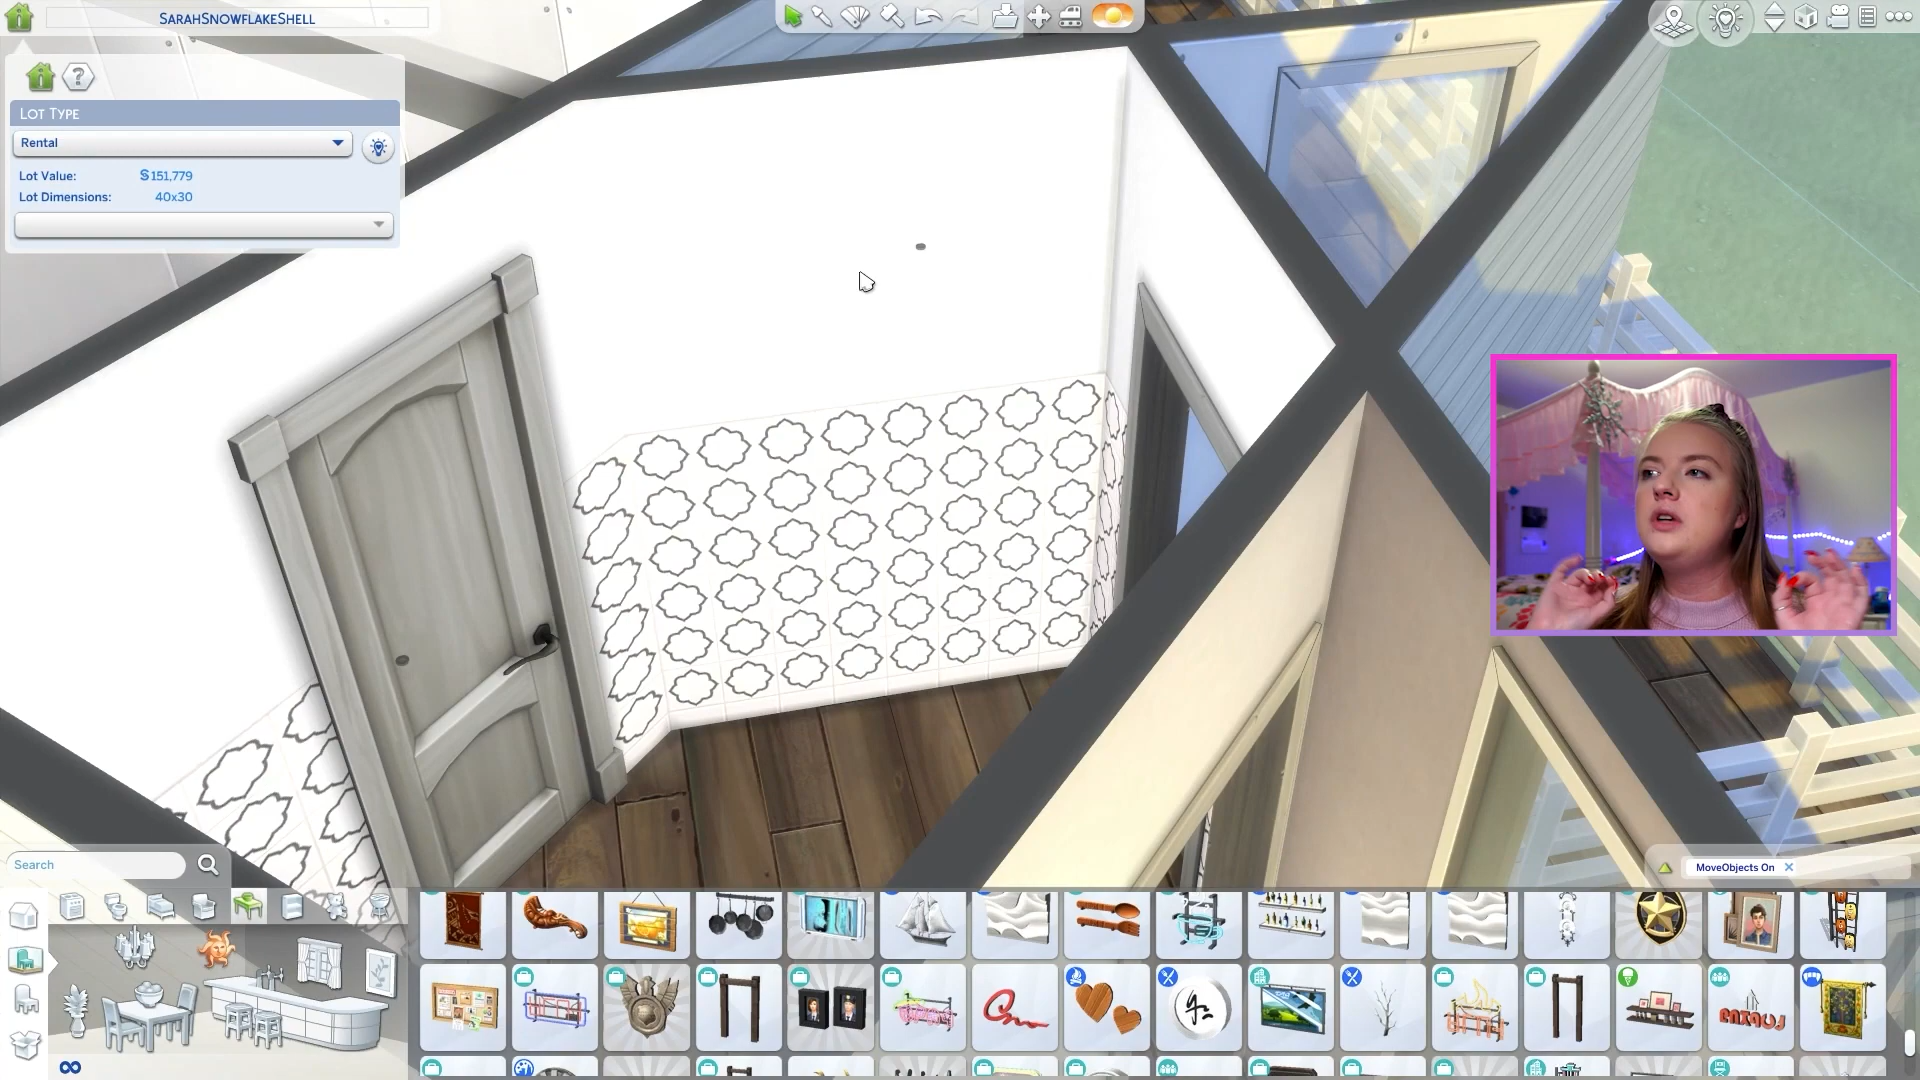 SARAHSNOWFLAKESHELL
LOT TYPE
Rental
Lot Value: §151,779
Lot Dimensions: 40x30
Search
MoveObjects On